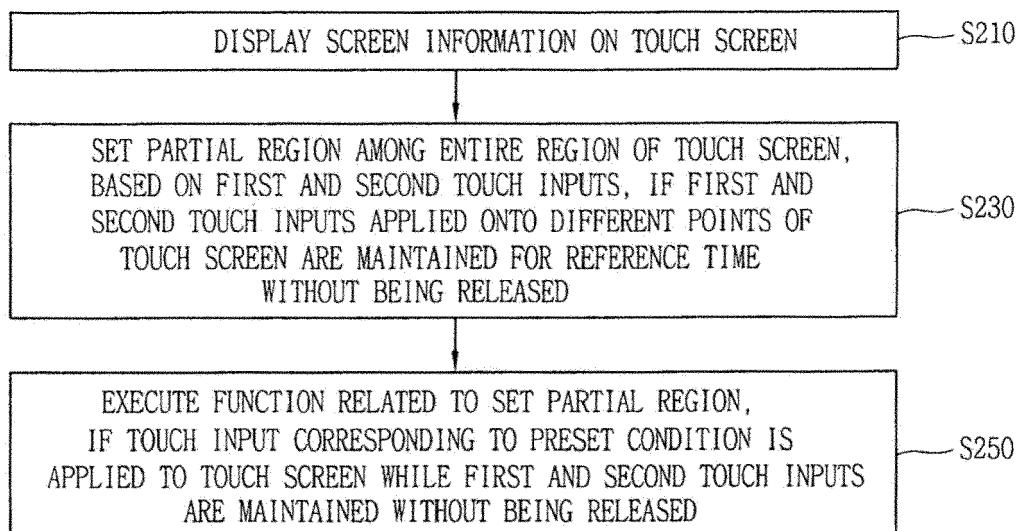 DISPLAY SCREEN INFORMATION ON TOUCH SCREEN
S210
SET PARTIAL REGION AMONG ENTIRE REGION OF TOUCH SCREEN,
BASED ON FIRST AND SECOND TOUCH INPUTS, IF FIRST AND
SECOND TOUCH INPUTS APPLIED ONTO DIFFERENT POINTS OF
TOUCH SCREEN ARE MAINTAINED FOR REFERENCE TIME
WITHOUT BEING RELEASED
S230
EXECUTE FUNCTION RELATED TO SET PARTIAL REGION,
IF TOUCH INPUT CORRESPONDING TO PRESET CONDITION IS
APPLIED TO TOUCH SCREEN WHILE FIRST AND SECOND TOUCH INPUTS
ARE MAINTAINED WITHOUT BEING RELEASED
S250